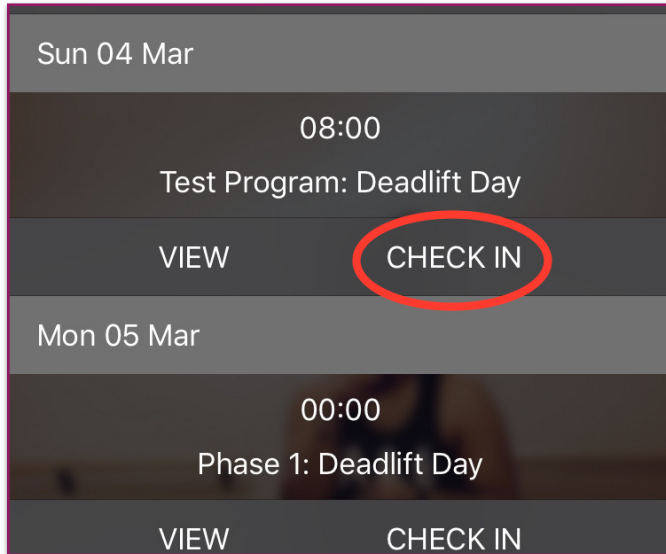 Sun 04 Mar
08:00
Test Program: Deadlift Day
VIEW CHECK IN
Mon 05 Mar
00:00
Phase 1: Deadlift Day
VIEW CHECK IN